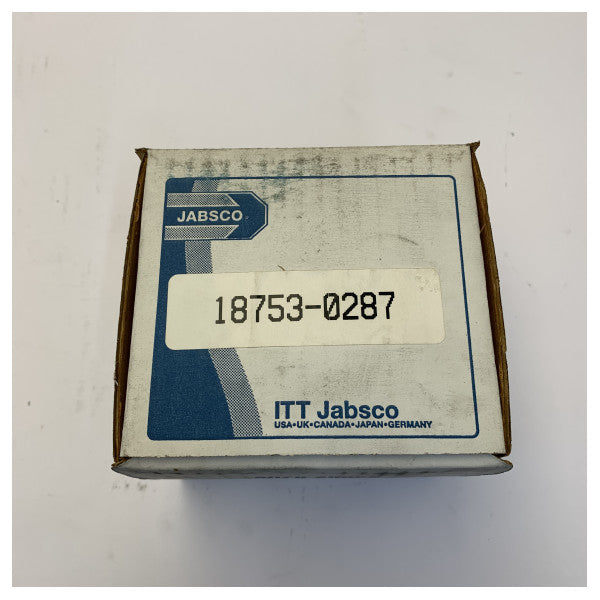 JABSCO
18753-0287
ITT Jabsco
USA•UK•CANADA•JAPAN•GERMANY